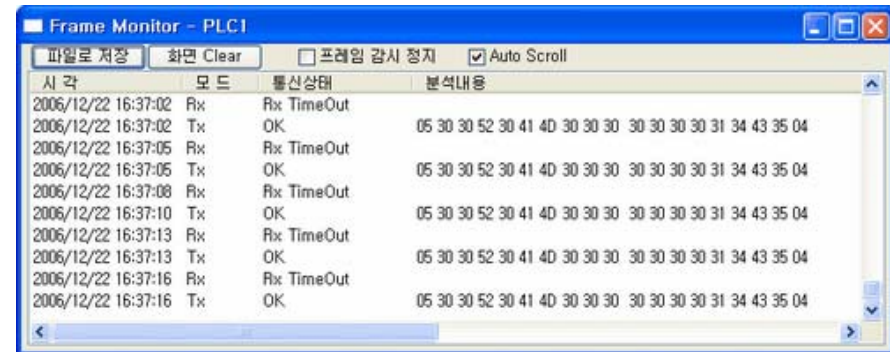 Frame Monitor - PLC1
파일로 저장 화면 Clear 프레임 감시 정지 Auto Scroll
시 각 모 드 통신상태 분석내용
2006/12/22 16:37:02 Rx Rx TimeOut
2006/12/22 16:37:02 Tx OK 05 30 30 52 30 41 4D 30 30 30 30 30 30 30 31 34 43 35 04
2006/12/22 16:37:05 Rx Rx TimeOut
2006/12/22 16:37:05 Tx OK 05 30 30 52 30 41 4D 30 30 30 30 30 30 30 31 34 43 35 04
2006/12/22 16:37:08 Rx Rx TimeOut
2006/12/22 16:37:10 Tx OK 05 30 30 52 30 41 4D 30 30 30 30 30 30 30 31 34 43 35 04
2006/12/22 16:37:13 Rx Rx TimeOut
2006/12/22 16:37:13 Tx OK 05 30 30 52 30 41 4D 30 30 30 30 30 30 30 31 34 43 35 04
2006/12/22 16:37:16 Rx Rx TimeOut
2006/12/22 16:37:16 Tx OK 05 30 30 52 30 41 4D 30 30 30 30 30 30 30 31 34 43 35 04